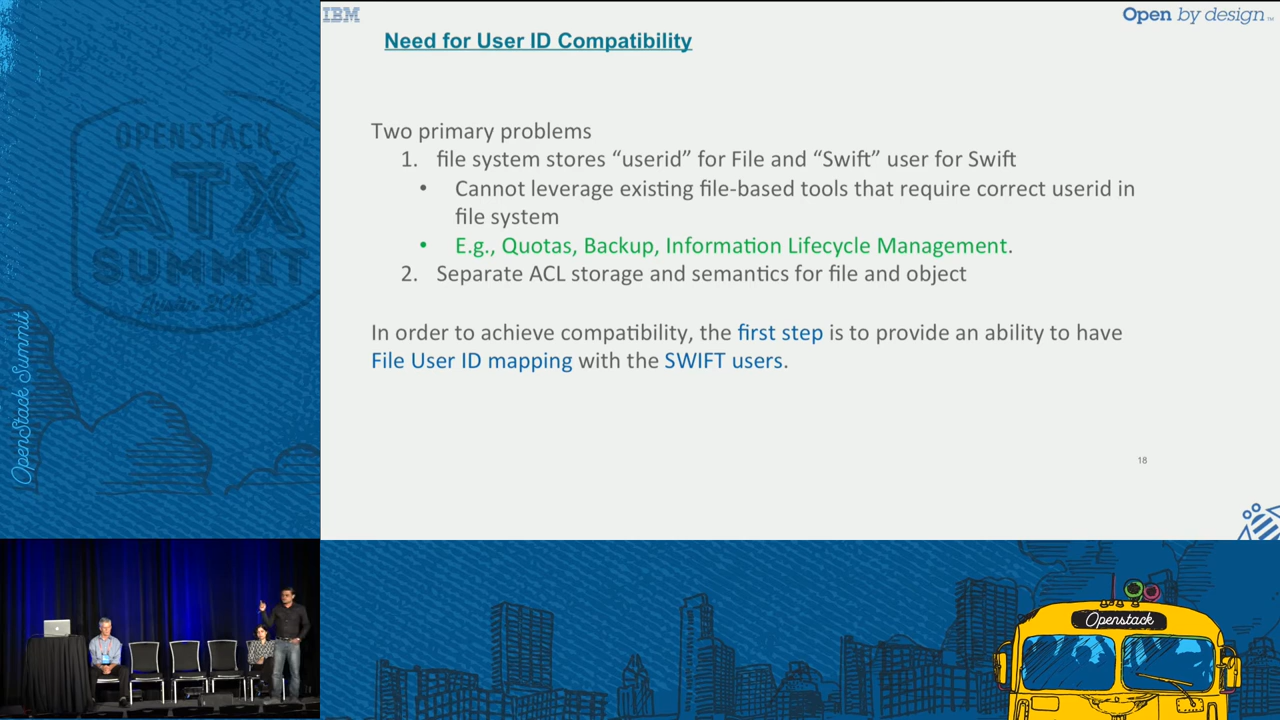 IBM
Open by design™
Need for User ID Compatibility
Two primary problems
1. file system stores “userid” for File and “Swift” user for Swift
• Cannot leverage existing file-based tools that require correct userid in
file system
• E.g., Quotas, Backup, Information Lifecycle Management.
2. Separate ACL storage and semantics for file and object
In order to achieve compatibility, the first step is to provide an ability to have
File User ID mapping with the SWIFT users.
18
OPENSTACK
ATX
SUMMIT
Austin 2016
OpenStack Summit
Openstack